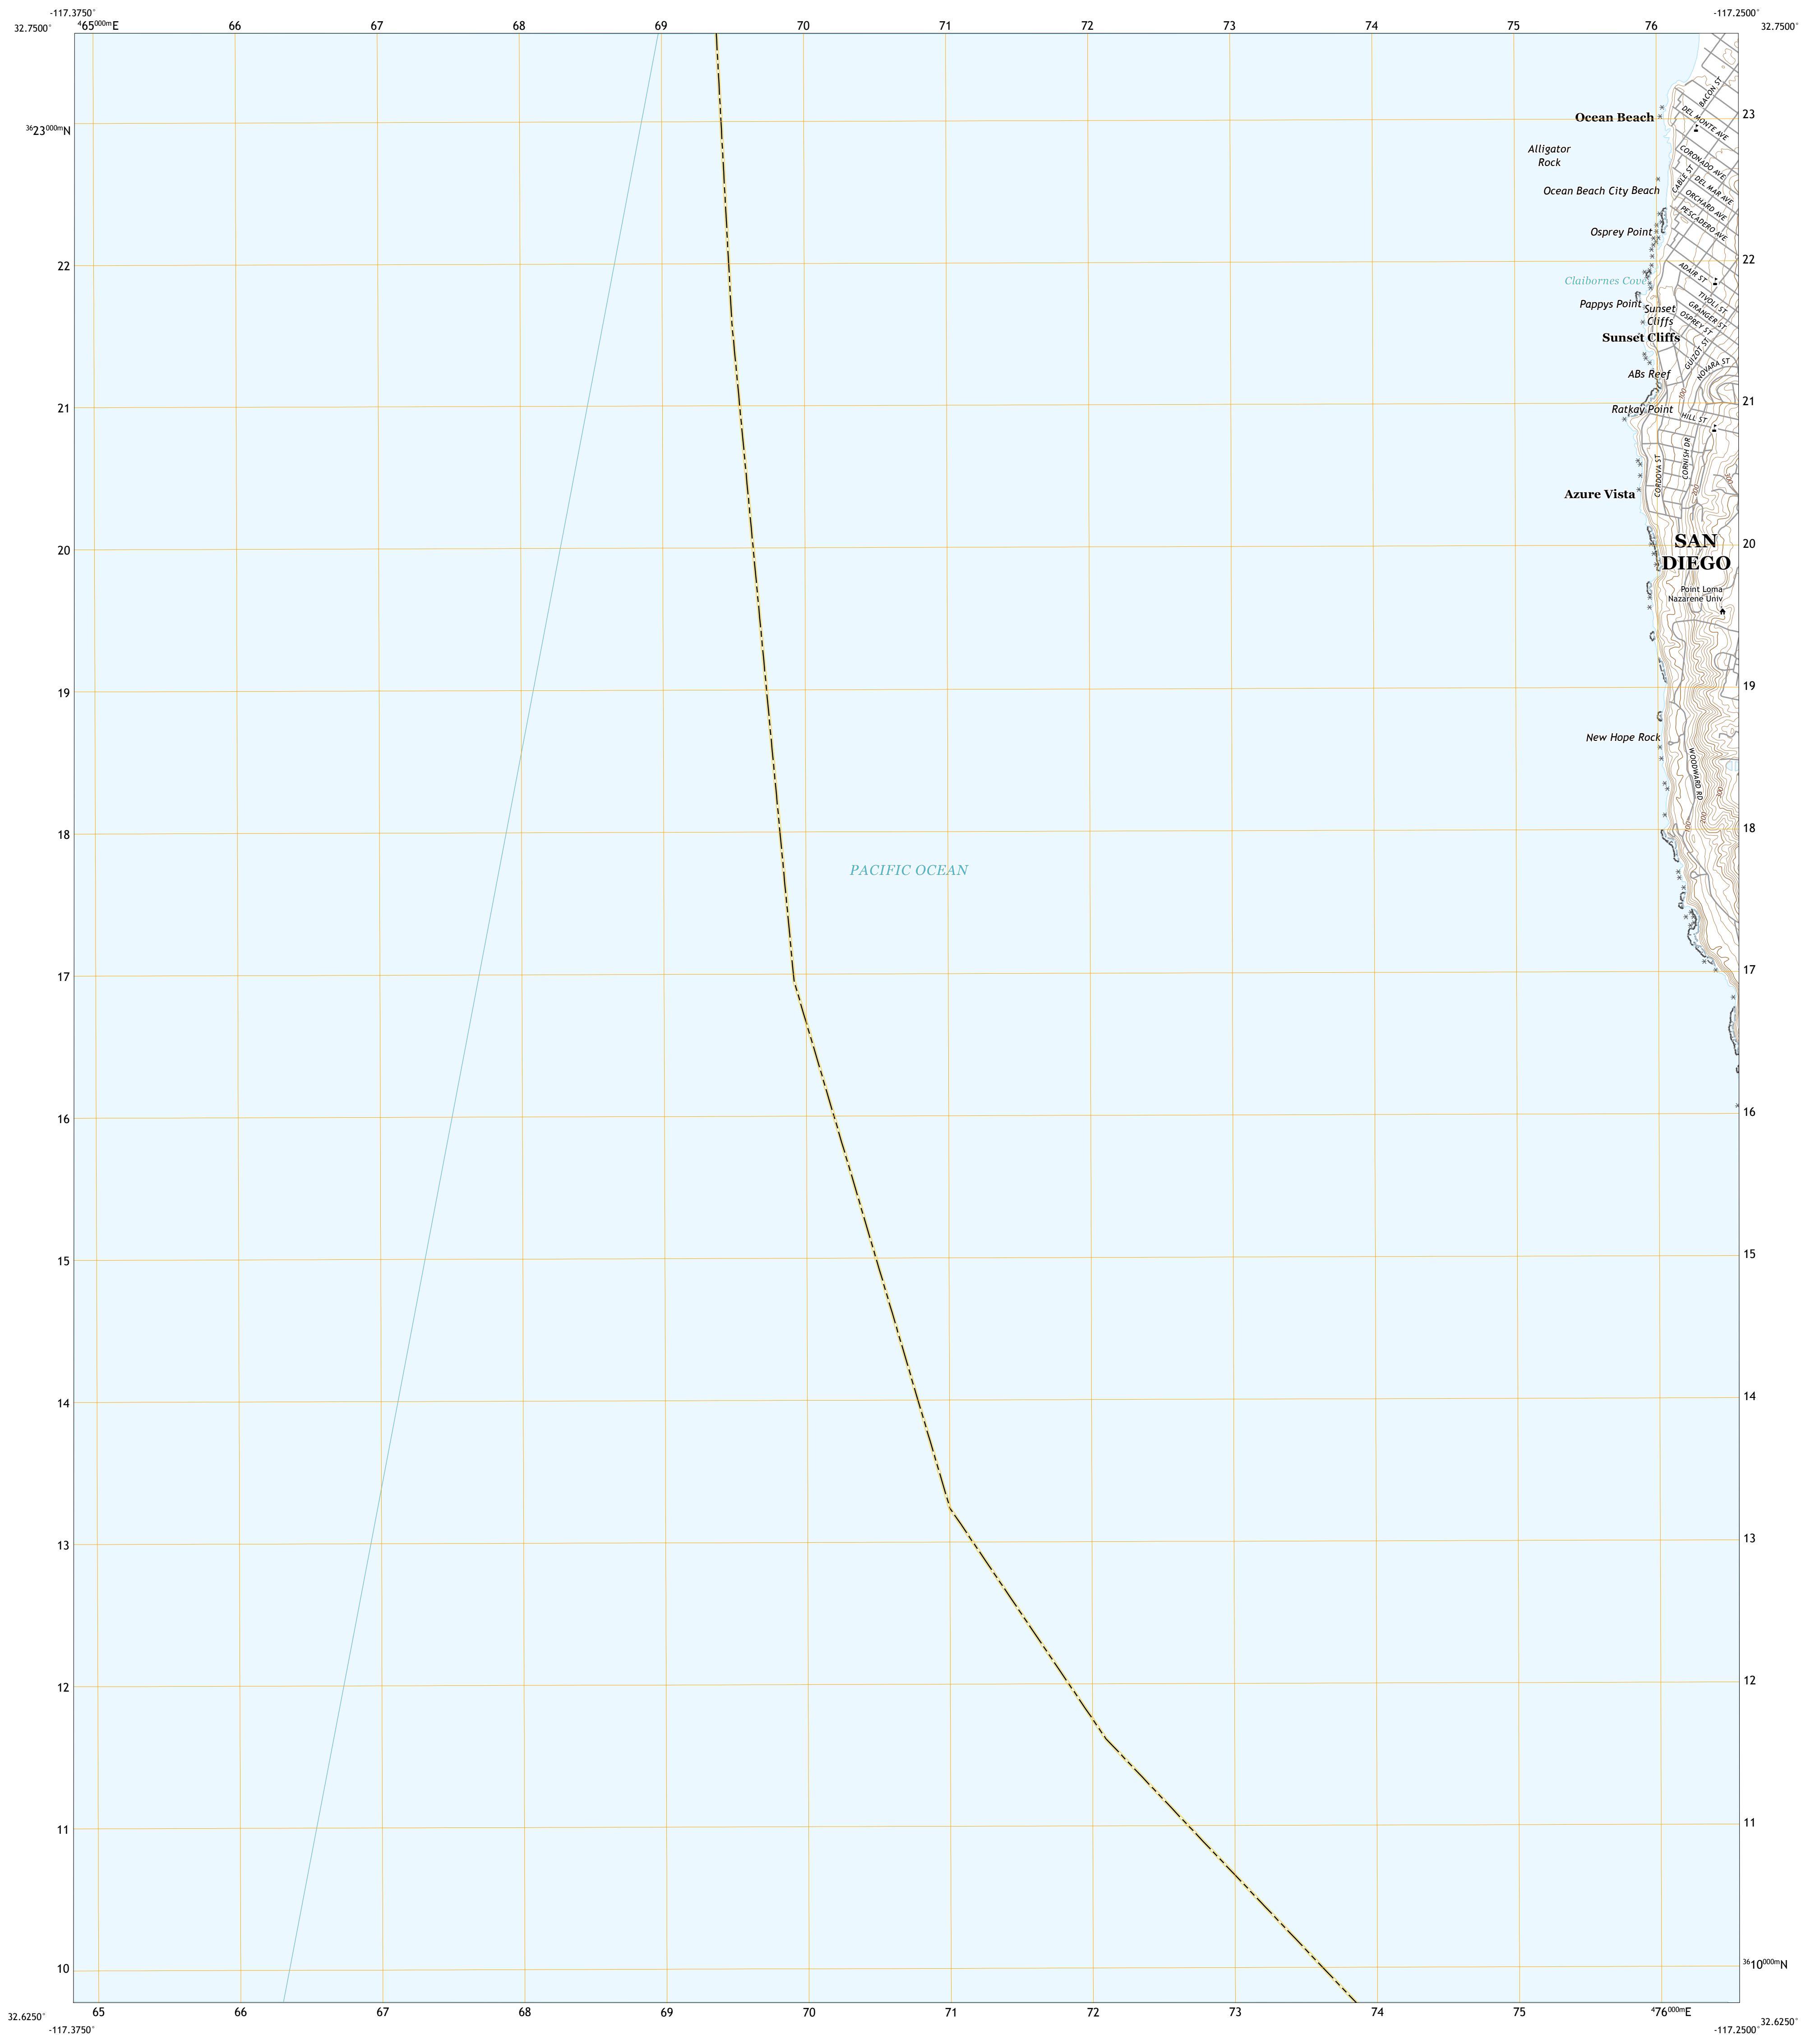 -117.3750°
-117.2500°
32.7500°
⁴65⁰⁰⁰ᵐE
66
67
68
69
70
71
72
73
74
75
76
32.7500°
BACON ST
Ocean Beach
23
³⁶23⁰⁰⁰ᵐN
DEL MONTE AVE
Alligator
Rock
CORONADO AVE
CABLE ST
Ocean Beach City Beach
DEL MAR AVE
ORCHARD AVE
PESCADERO AVE
Osprey Point
22
22
ADAIR ST
Claibornes Cove
Pappys Point
TIVOLI ST
Sunset
Cliffs
GRANGER ST
OSPREY ST
Sunset Cliffs
GUIZOT ST
NOVARA ST
ABs Reef
100
21
21
Ratkay Point
HILL ST
CORDOVA ST
CORNISH DR
300
200
Azure Vista
20
20
SAN
DIEGO
Point Loma
Nazarene Univ
19
19
New Hope Rock
WOODWARD RD
300
200
100
18
18
PACIFIC OCEAN
17
17
16
16
15
15
14
14
13
13
12
12
11
11
10
³⁶10⁰⁰⁰ᵐN
32.6250°
65
66
67
68
69
70
71
72
73
74
75
⁴76⁰⁰⁰ᵐE
32.6250°
-117.3750°
-117.2500°